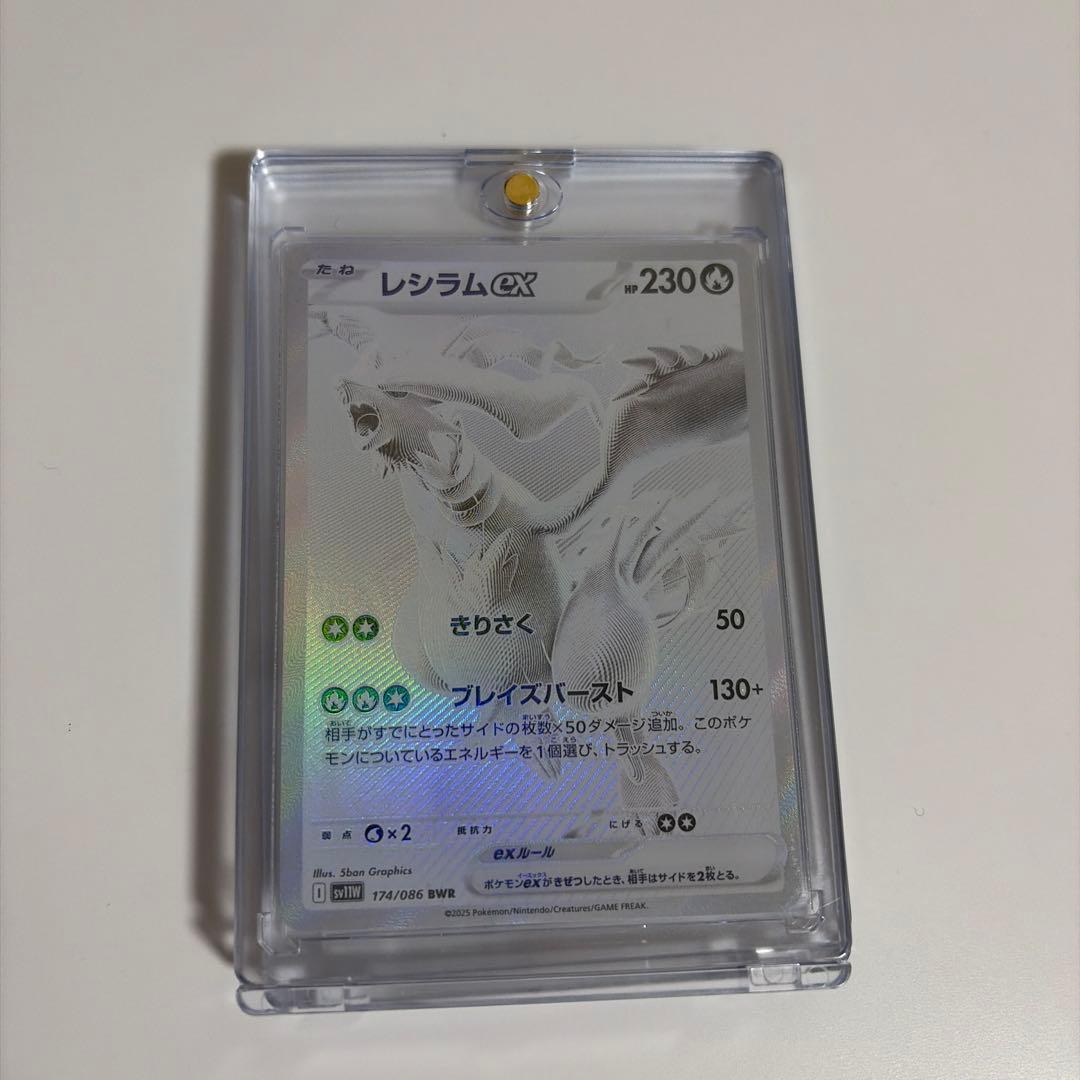 たね レシラムex HP230
きりさく 50
ブレイズバースト 130+
相手がすでにとったサイドの枚数×50ダメージ追加。このポケ
モンについているエネルギーを1個選び、トラッシュする。
弱点 ×2 抵抗力 にげる
exルール
ポケモンexがきぜつしたとき、相手はサイドを2枚とる。
Illus. 5ban Graphics
I sv11W 174/086 BWR
©2025 Pokémon/Nintendo/Creatures/GAME FREAK.